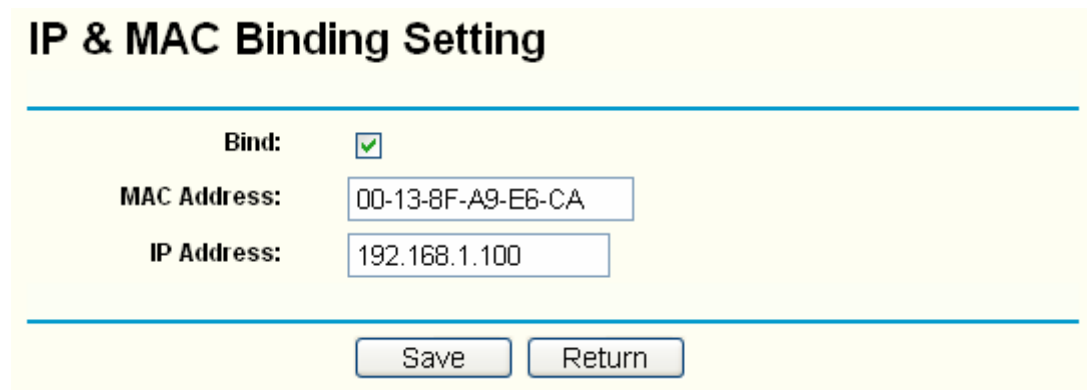 IP & MAC Binding Setting
Bind:
MAC Address: 00-13-8F-A9-E6-CA
IP Address: 192.168.1.100
Save Return